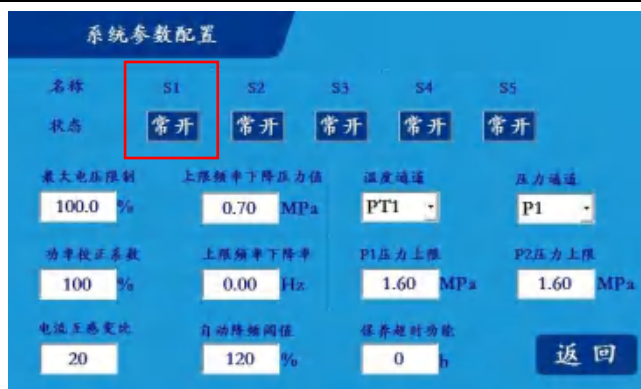 系统参数配置
名称 S1 S2 S3 S4 S5
状态 常开 常开 常开 常开 常开
最大电压限制 上限频率下降压力值 温度通道 压力通道
100.0 % 0.70 MPa PT1 P1
功率校正系数 上限频率下降率 P1压力上限 P2压力上限
100 % 0.00 Hz 1.60 MPa 1.60 MPa
电流互感变比 自动降频阀值 保养超时功能
20 120 % 0 h 返回